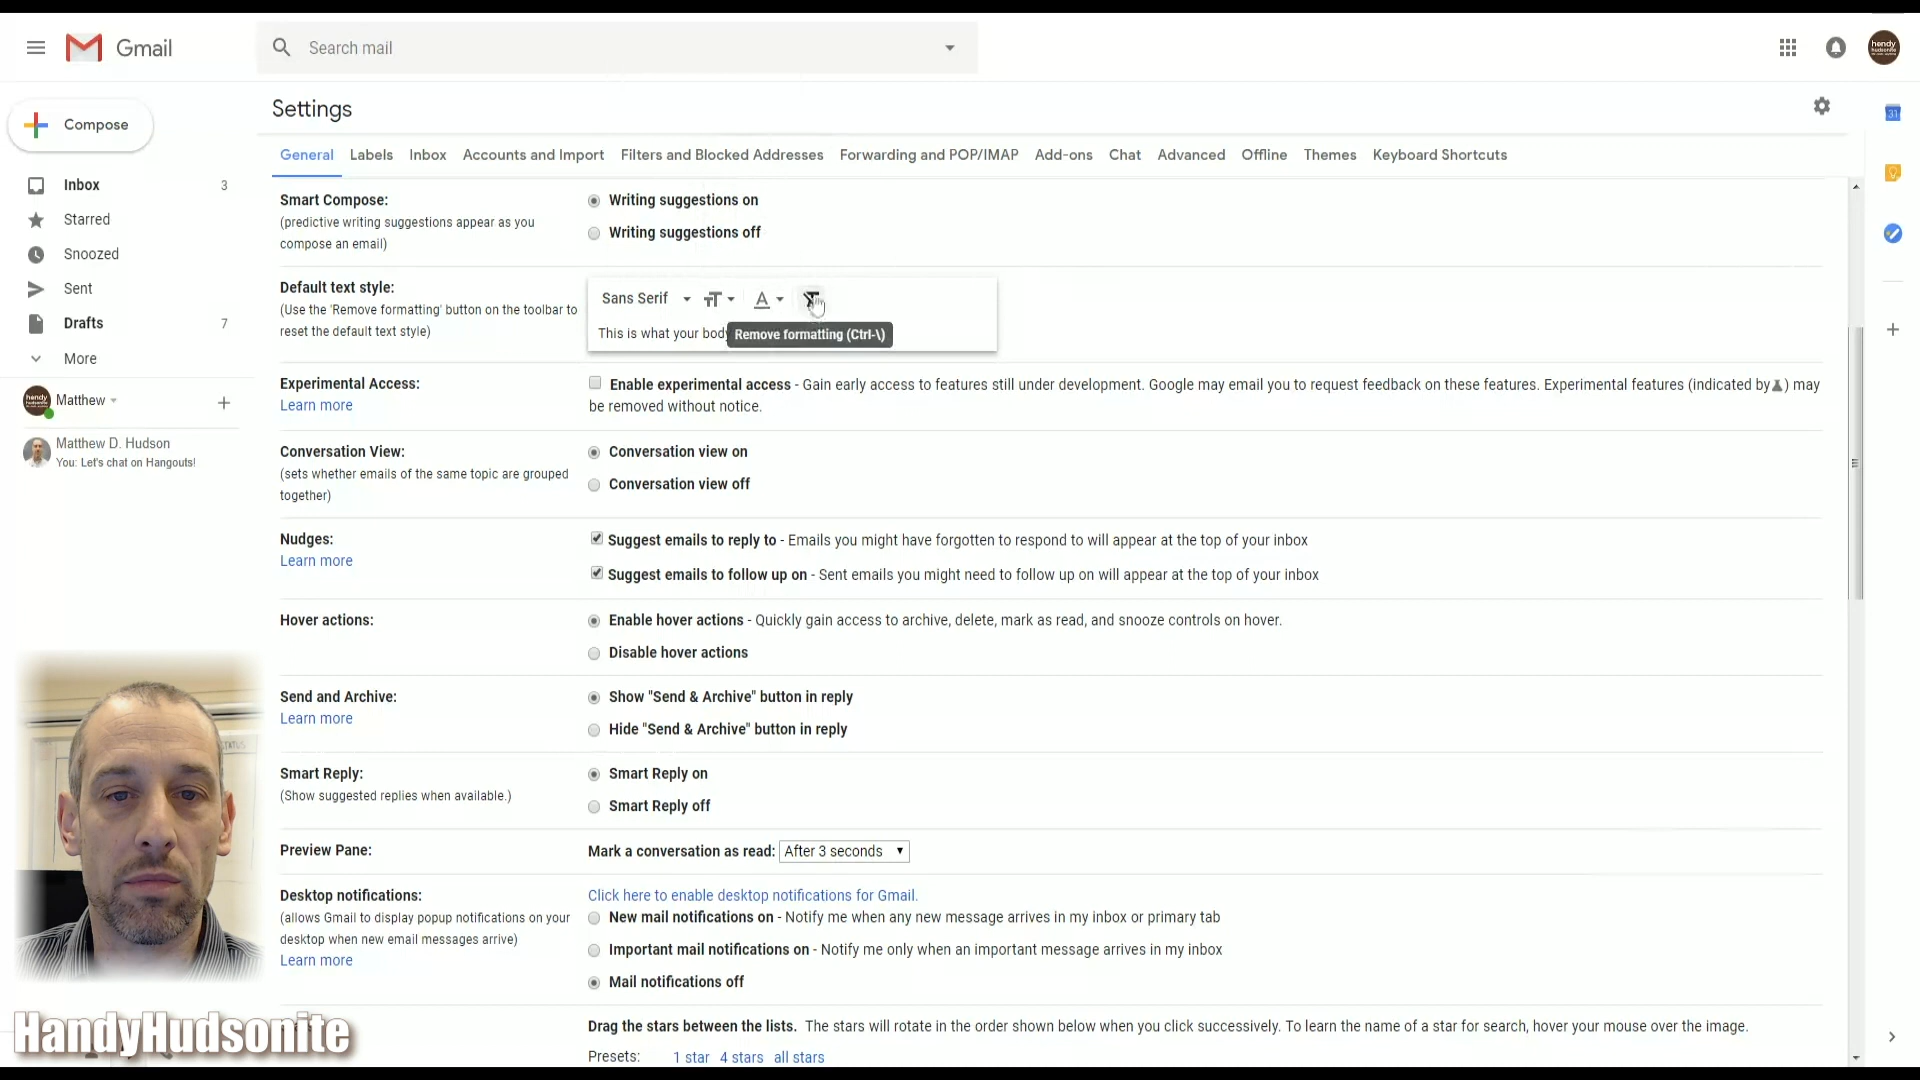 Gmail
Search mail
hendy
hudsonite
Compose
Settings
31
General Labels Inbox Accounts and Import Filters and Blocked Addresses Forwarding and POP/IMAP Add-ons Chat Advanced Offline Themes Keyboard Shortcuts
Inbox 3
Starred
Snoozed
Sent
Drafts 7
More
Matthew
Matthew D. Hudson
You: Let's chat on Hangouts!
Smart Compose:
(predictive writing suggestions appear as you
compose an email)
Writing suggestions on
Writing suggestions off
Default text style:
(Use the 'Remove formatting' button on the toolbar to
reset the default text style)
Sans Serif
This is what your body
Remove formatting (Ctrl-\)
Experimental Access:
Learn more
Enable experimental access - Gain early access to features still under development. Google may email you to request feedback on these features. Experimental features (indicated by ) may
be removed without notice.
Conversation View:
(sets whether emails of the same topic are grouped
together)
Conversation view on
Conversation view off
Nudges:
Learn more
Suggest emails to reply to - Emails you might have forgotten to respond to will appear at the top of your inbox
Suggest emails to follow up on - Sent emails you might need to follow up on will appear at the top of your inbox
Hover actions:
Enable hover actions - Quickly gain access to archive, delete, mark as read, and snooze controls on hover.
Disable hover actions
Send and Archive:
Learn more
Show "Send & Archive" button in reply
Hide "Send & Archive" button in reply
Smart Reply:
(Show suggested replies when available.)
Smart Reply on
Smart Reply off
Preview Pane:
Mark a conversation as read: After 3 seconds
Desktop notifications:
(allows Gmail to display popup notifications on your
desktop when new email messages arrive)
Learn more
Click here to enable desktop notifications for Gmail.
New mail notifications on - Notify me when any new message arrives in my inbox or primary tab
Important mail notifications on - Notify me only when an important message arrives in my inbox
Mail notifications off
Drag the stars between the lists. The stars will rotate in the order shown below when you click successively. To learn the name of a star for search, hover your mouse over the image.
Presets: 1 star 4 stars all stars
HandyHudsonite